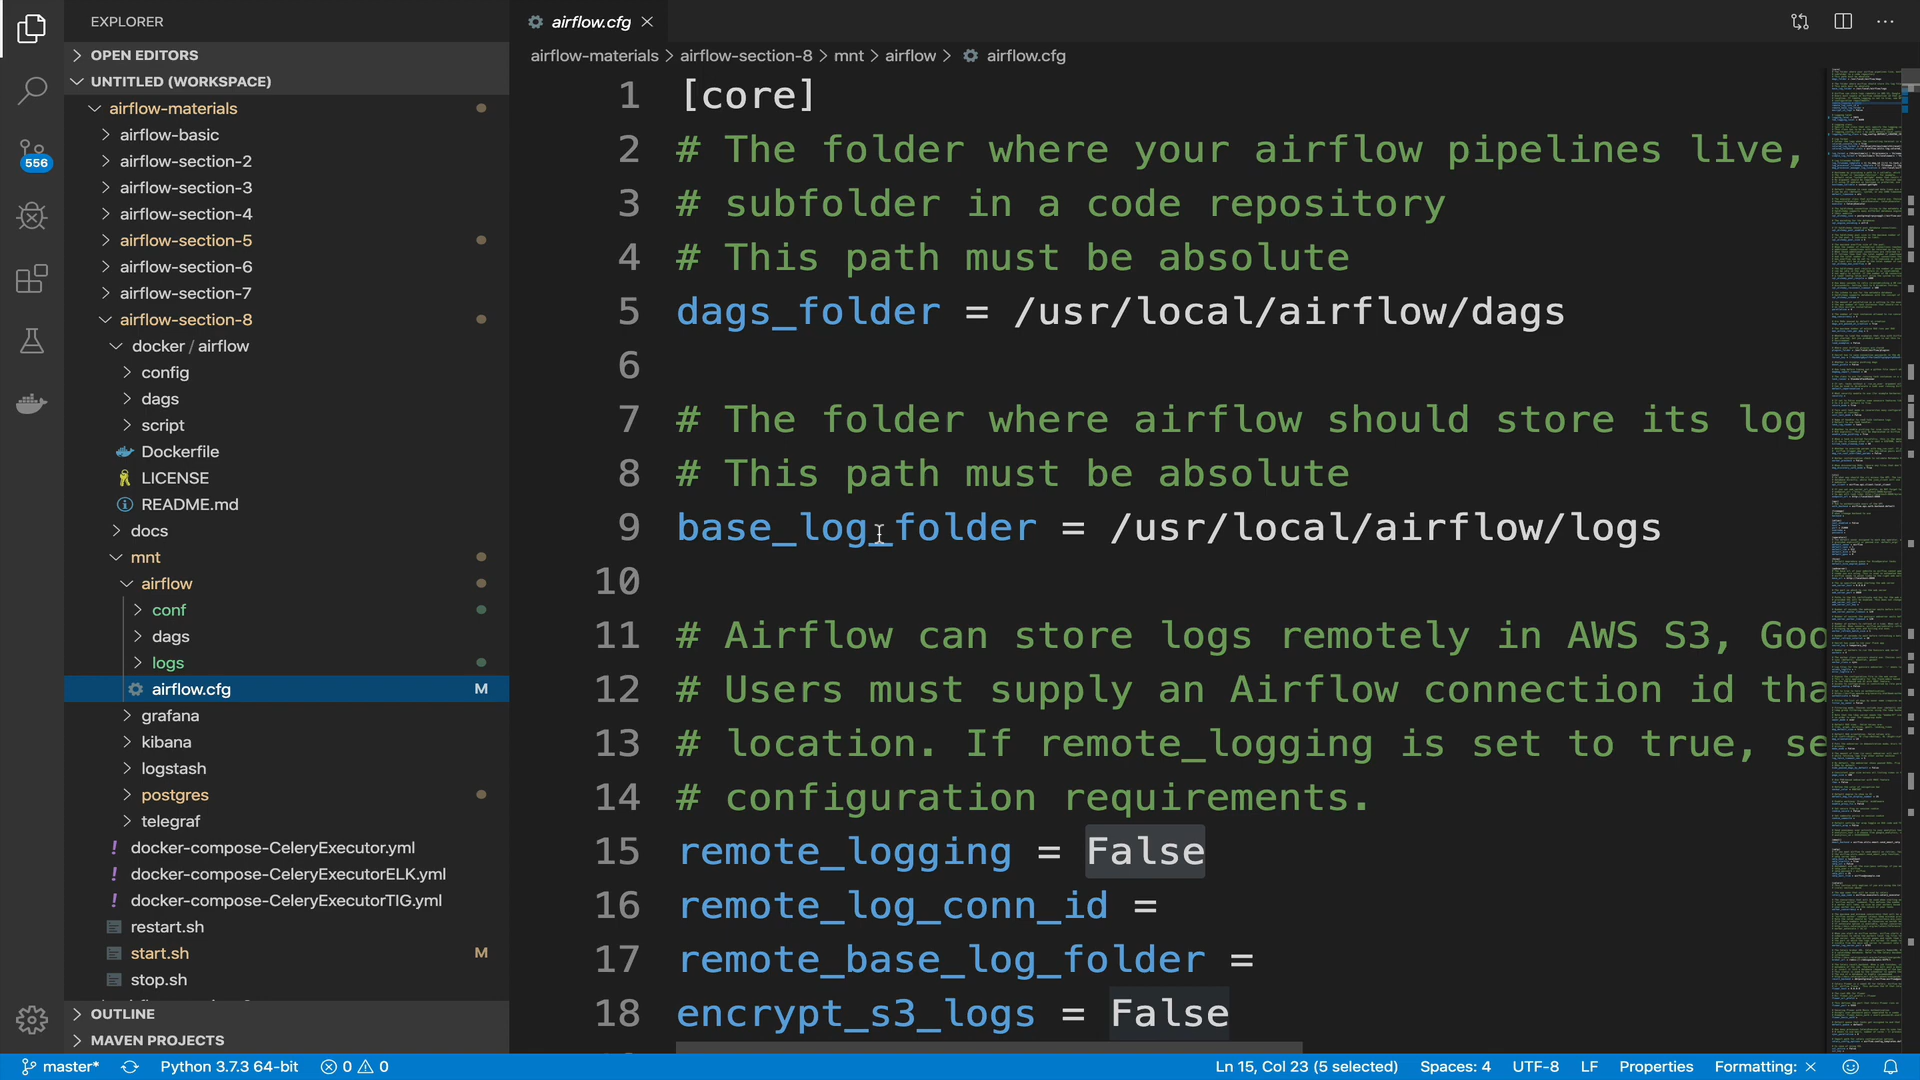 EXPLORER
OPEN EDITORS
UNTITLED (WORKSPACE)
airflow-materials
airflow-basic
airflow-section-2
airflow-section-3
airflow-section-4
airflow-section-5
airflow-section-6
airflow-section-7
airflow-section-8
docker / airflow
config
dags
script
Dockerfile
LICENSE
README.md
docs
mnt
airflow
conf
dags
logs
airflow.cfg M
grafana
kibana
logstash
postgres
telegraf
docker-compose-CeleryExecutor.yml
docker-compose-CeleryExecutorELK.yml
docker-compose-CeleryExecutorTIG.yml
restart.sh
start.sh M
stop.sh
OUTLINE
MAVEN PROJECTS
556
airflow.cfg
airflow-materials > airflow-section-8 > mnt > airflow > airflow.cfg
1 [core]
2 # The folder where your airflow pipelines live,
3 # subfolder in a code repository
4 # This path must be absolute
5 dags_folder = /usr/local/airflow/dags
6
7 # The folder where airflow should store its log
8 # This path must be absolute
9 base_log_folder = /usr/local/airflow/logs
10
11 # Airflow can store logs remotely in AWS S3, Goo
12 # Users must supply an Airflow connection id tha
13 # location. If remote_logging is set to true, se
14 # configuration requirements.
15 remote_logging = False
16 remote_log_conn_id =
17 remote_base_log_folder =
18 encrypt_s3_logs = False
master* Python 3.7.3 64-bit 0 0 Ln 15, Col 23 (5 selected) Spaces: 4 UTF-8 LF Properties Formatting: ×